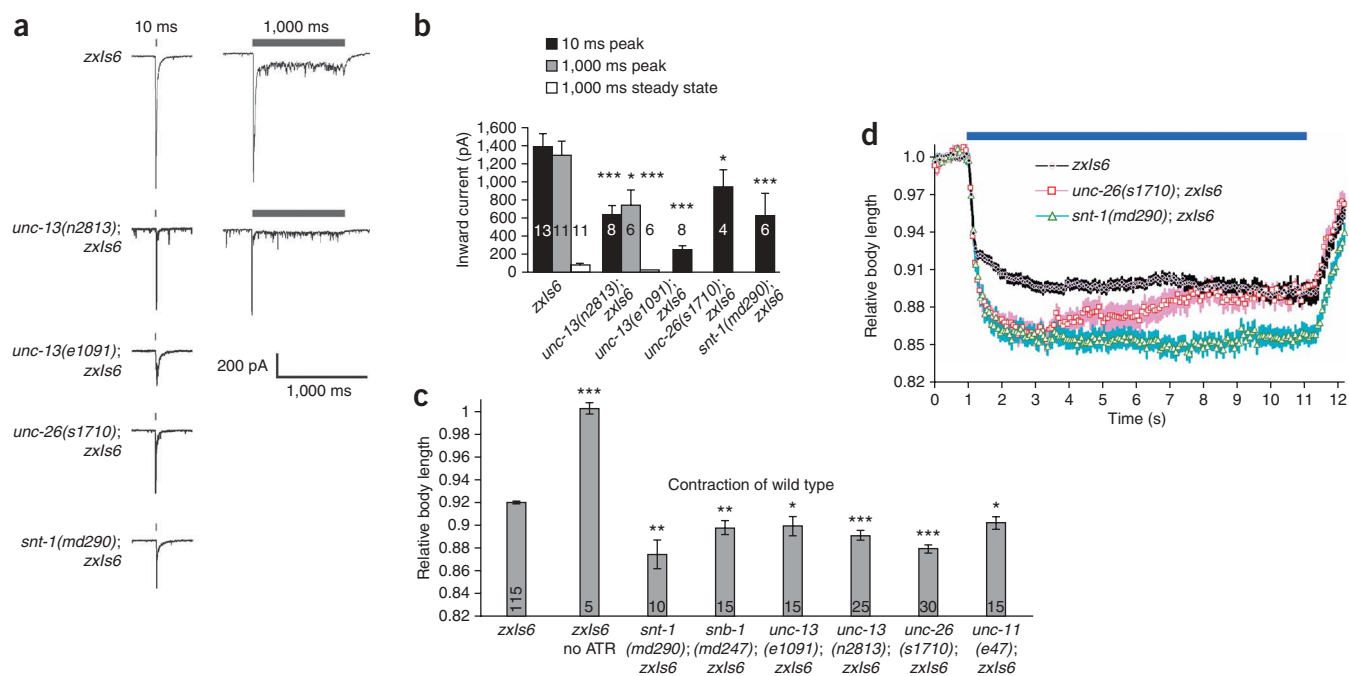 a
10 ms
1,000 ms
zxIs6
unc-13(n2813);
zxIs6
unc-13(e1091);
zxIs6
200 pA
1,000 ms
unc-26(s1710);
zxIs6
snt-1(md290);
zxIs6
b
10 ms peak
1,000 ms peak
1,000 ms steady state
Inward current (pA)
1,600
1,400
1,200
1,000
800
600
400
200
0
*** * *** *** * ***
13 11 11 8 6 6 8 4 6
zxIs6
unc-13(n2813);
zxIs6
unc-13(e1091);
zxIs6
unc-26(s1710);
zxIs6
snt-1(md290);
zxIs6
c
Relative body length
1
0.98
0.96
0.94
0.92
0.9
0.88
0.86
0.84
0.82
Contraction of wild type
*** ** ** * *** *** *
115 5 10 15 15 25 30 15
zxIs6
zxIs6
no ATR
snt-1
(md290);
zxIs6
snb-1
(md247);
zxIs6
unc-13
(e1091);
zxIs6
unc-13
(n2813);
zxIs6
unc-26
(s1710);
zxIs6
unc-11
(e47);
zxIs6
d
zxIs6
unc-26(s1710); zxIs6
snt-1(md290); zxIs6
Relative body length
1.0
0.97
0.94
0.91
0.88
0.85
0.82
0 1 2 3 4 5 6 7 8 9 10 11 12
Time (s)